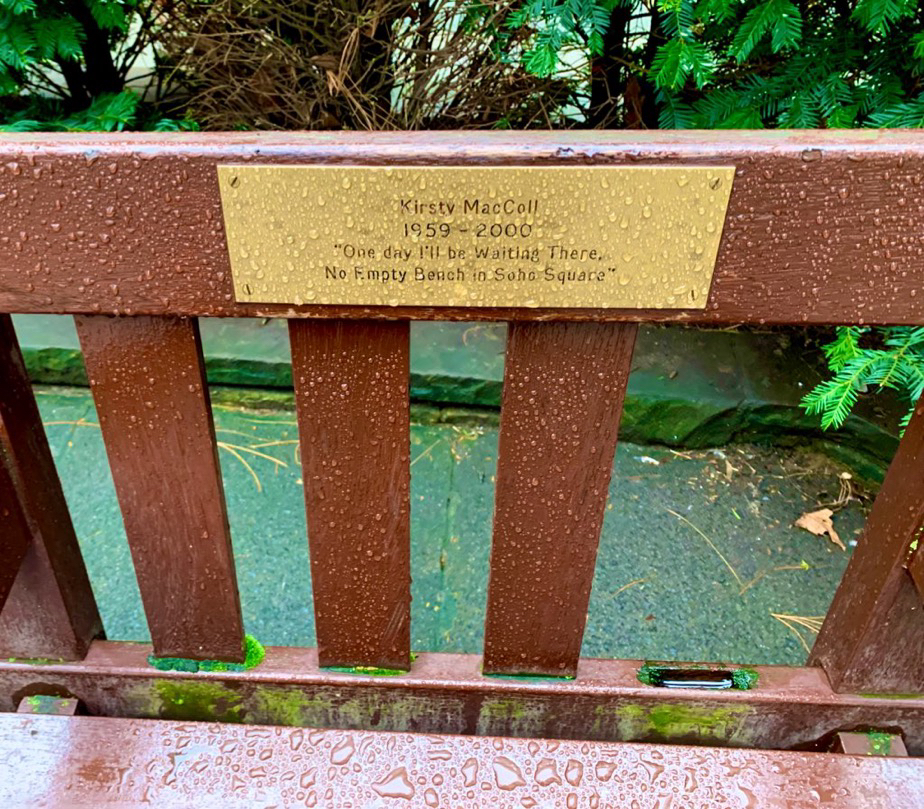 Kirsty MacColl
1959 - 2000
"One day I'll be Waiting There,
No Empty Bench in Soho Square"